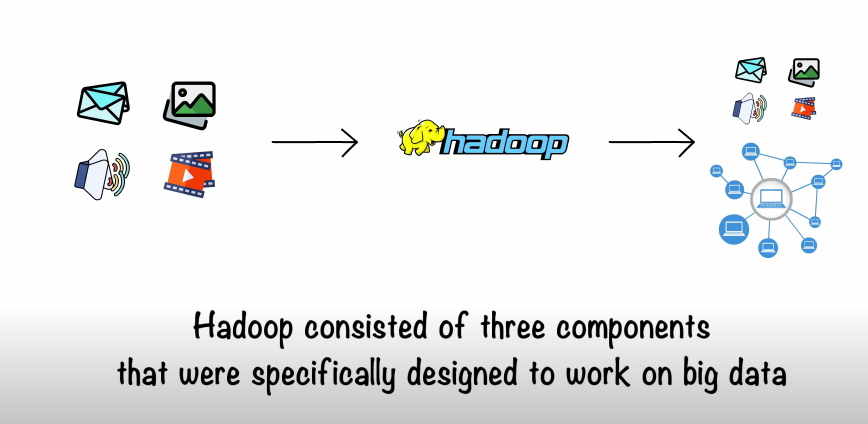 hadoop
Hadoop consisted of three components
that were specifically designed to work on big data